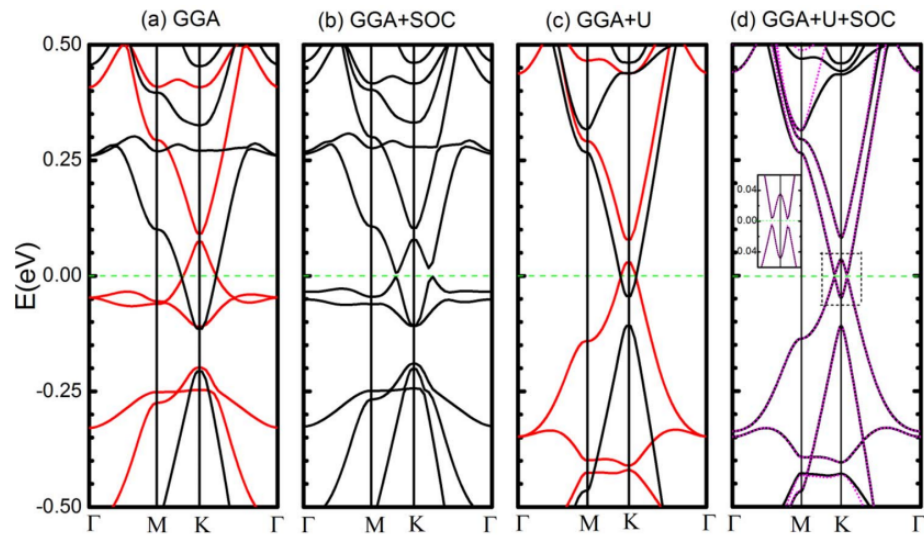 (a) GGA
(b) GGA+SOC
(c) GGA+U
(d) GGA+U+SOC
E(eV)
0.50
0.25
0.00
-0.25
-0.50
0.04
0.00
0.04
Γ M K Γ
Γ M K Γ
Γ M K Γ
Γ M K Γ